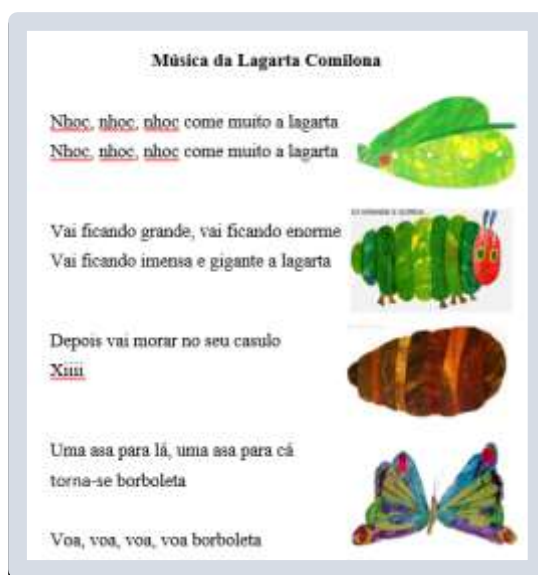 Música da Lagarta Comilona
Nhoc, nhoc, nhoc come muito a lagarta
Nhoc, nhoc, nhoc come muito a lagarta
Vai ficando grande, vai ficando enorme
Vai ficando imensa e gigante a lagarta
Depois vai morar no seu casulo
Xiiii
Uma asa para lá, uma asa para cá
torna-se borboleta
Voa, voa, voa, voa borboleta